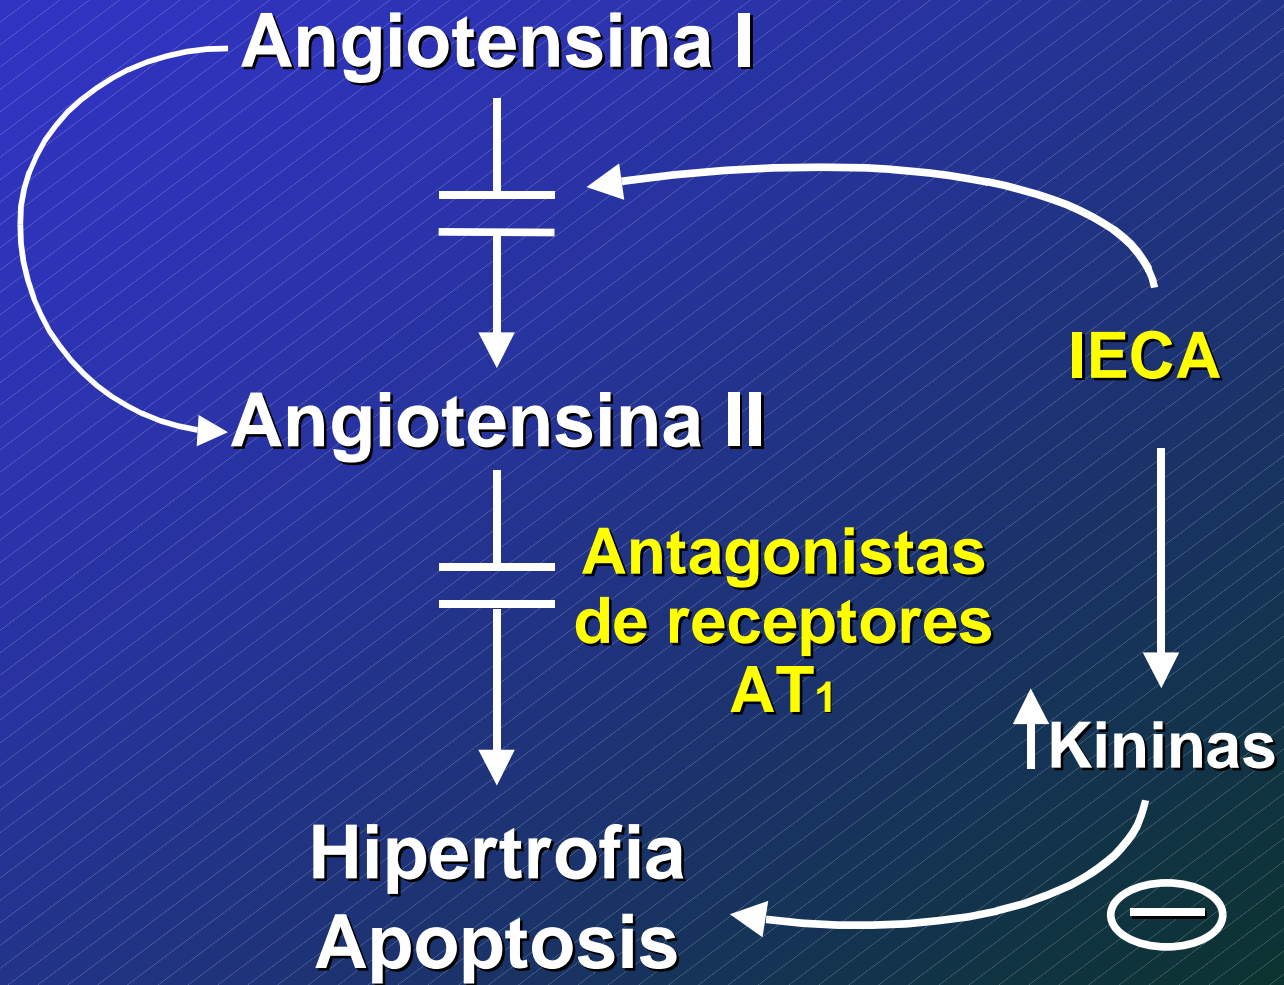 Angiotensina I
IECA
Angiotensina II
Antagonistas
de receptores
AT1
Kininas
Hipertrofia
Apoptosis